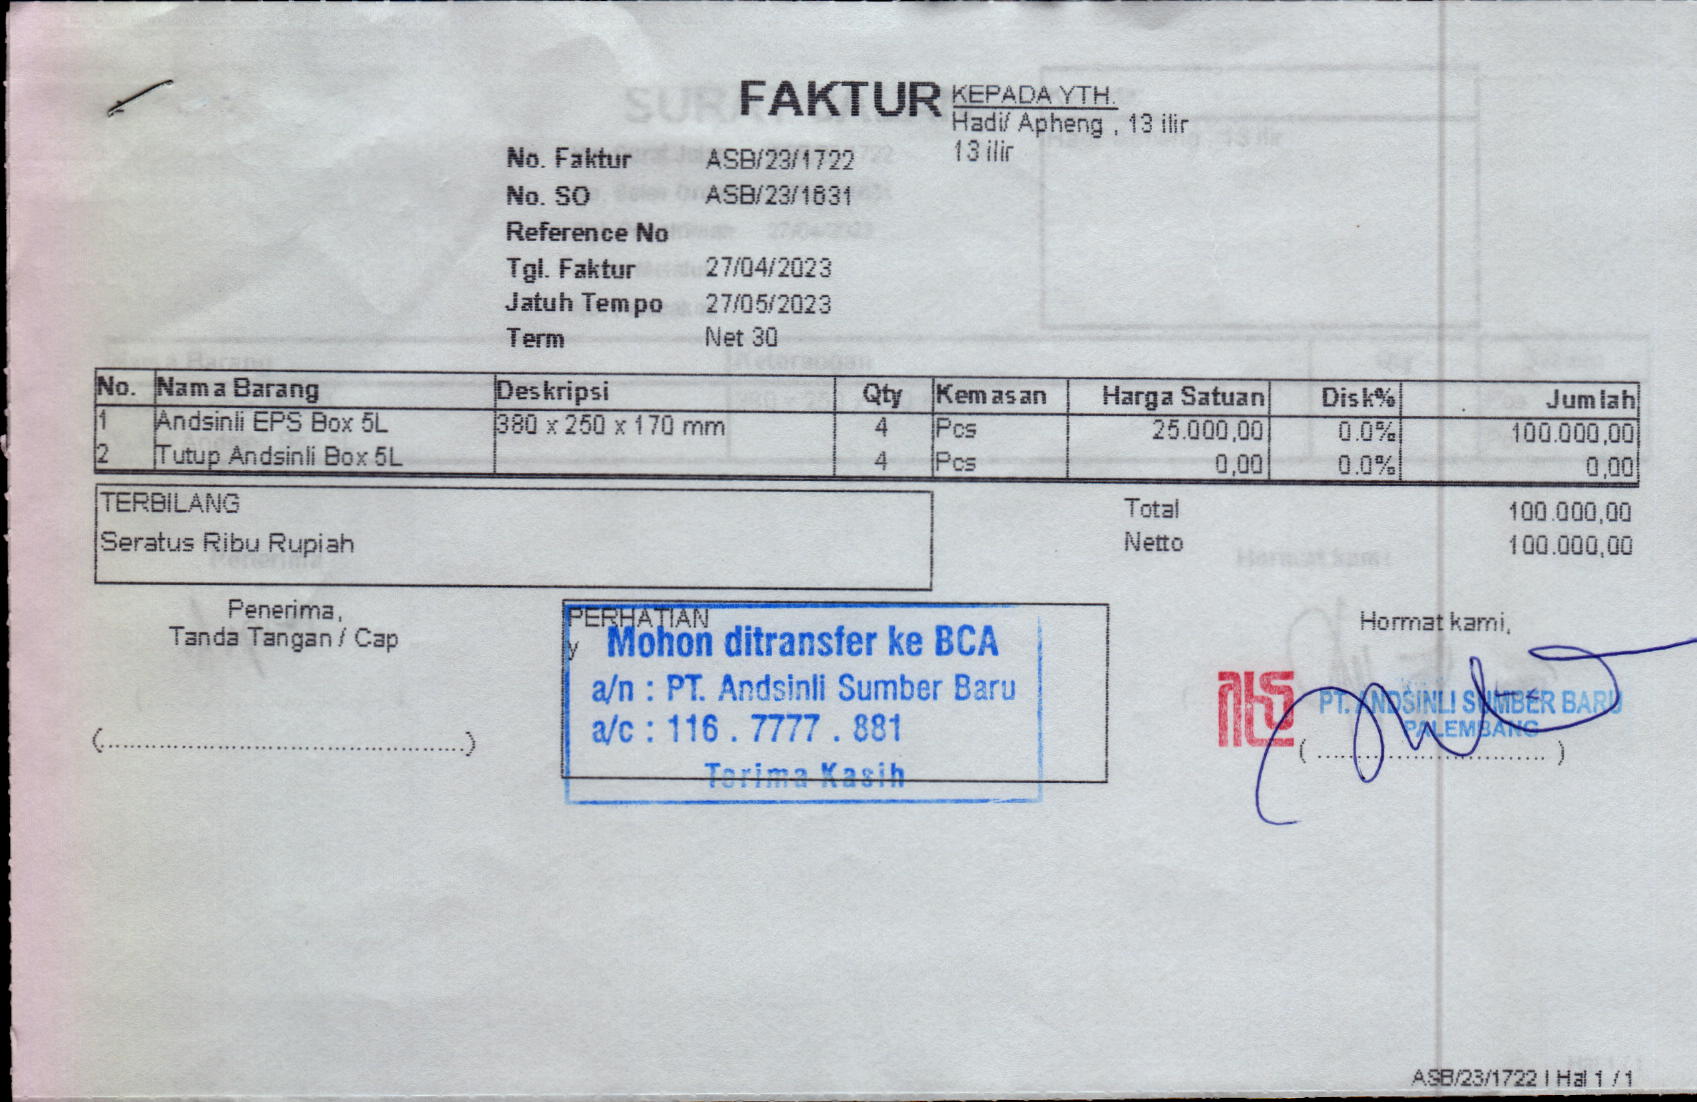 FAKTUR
KEPADA YTH.
Hadi/ Apheng , 13 ilir
13 ilir
No. Faktur ASB/23/1722
No. SO ASB/23/1631
Reference No
Tgl. Faktur 27/04/2023
Jatuh Tempo 27/05/2023
Term Net 30
No. Nama Barang Deskripsi Qty Kemasan Harga Satuan Disk% Jumlah
1 Andsinli EPS Box 5L 380 x 250 x 170 mm 4 Pcs 25.000,00 0.0% 100.000,00
2 Tutup Andsinli Box 5L 4 Pcs 0,00 0.0% 0,00
TERBILANG
Seratus Ribu Rupiah
Total 100.000,00
Netto 100.000,00
Penerima,
Tanda Tangan / Cap
(................................................)
PERHATIAN
y
Mohon ditransfer ke BCA
a/n : PT. Andsinli Sumber Baru
a/c : 116 . 7777 . 881
Terima Kasih
Hormat kami,
PT. ANDSINLI SUMBER BARU
PALEMBANG
( .............................. )
ASB/23/1722 | Hal 1 / 1